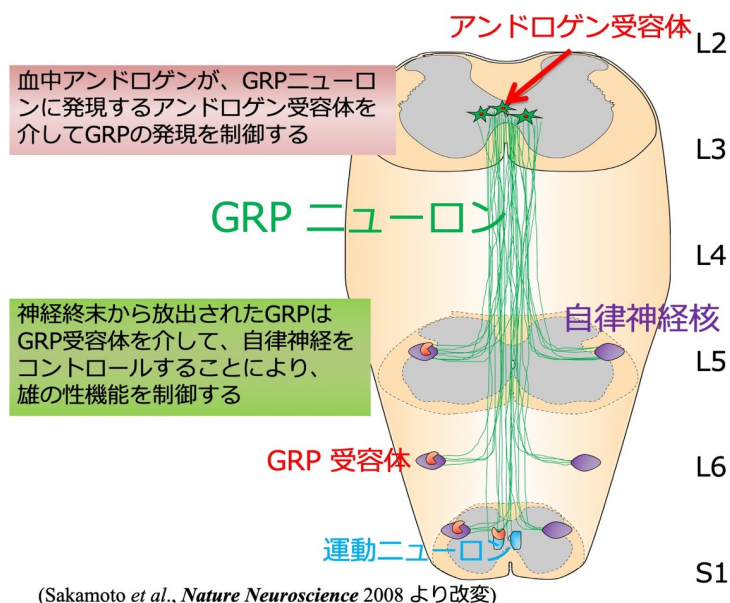 アンドロゲン受容体
L2
血中アンドロゲンが、GRPニューロ
ンに発現するアンドロゲン受容体を
介してGRPの発現を制御する
L3
GRP ニューロン
L4
神経終末から放出されたGRPは
GRP受容体を介して、自律神経を
コントロールすることにより、
雄の性機能を制御する
自律神経核
L5
GRP 受容体
L6
運動ニューロン
S1
(Sakamoto et al., Nature Neuroscience 2008 より改変)